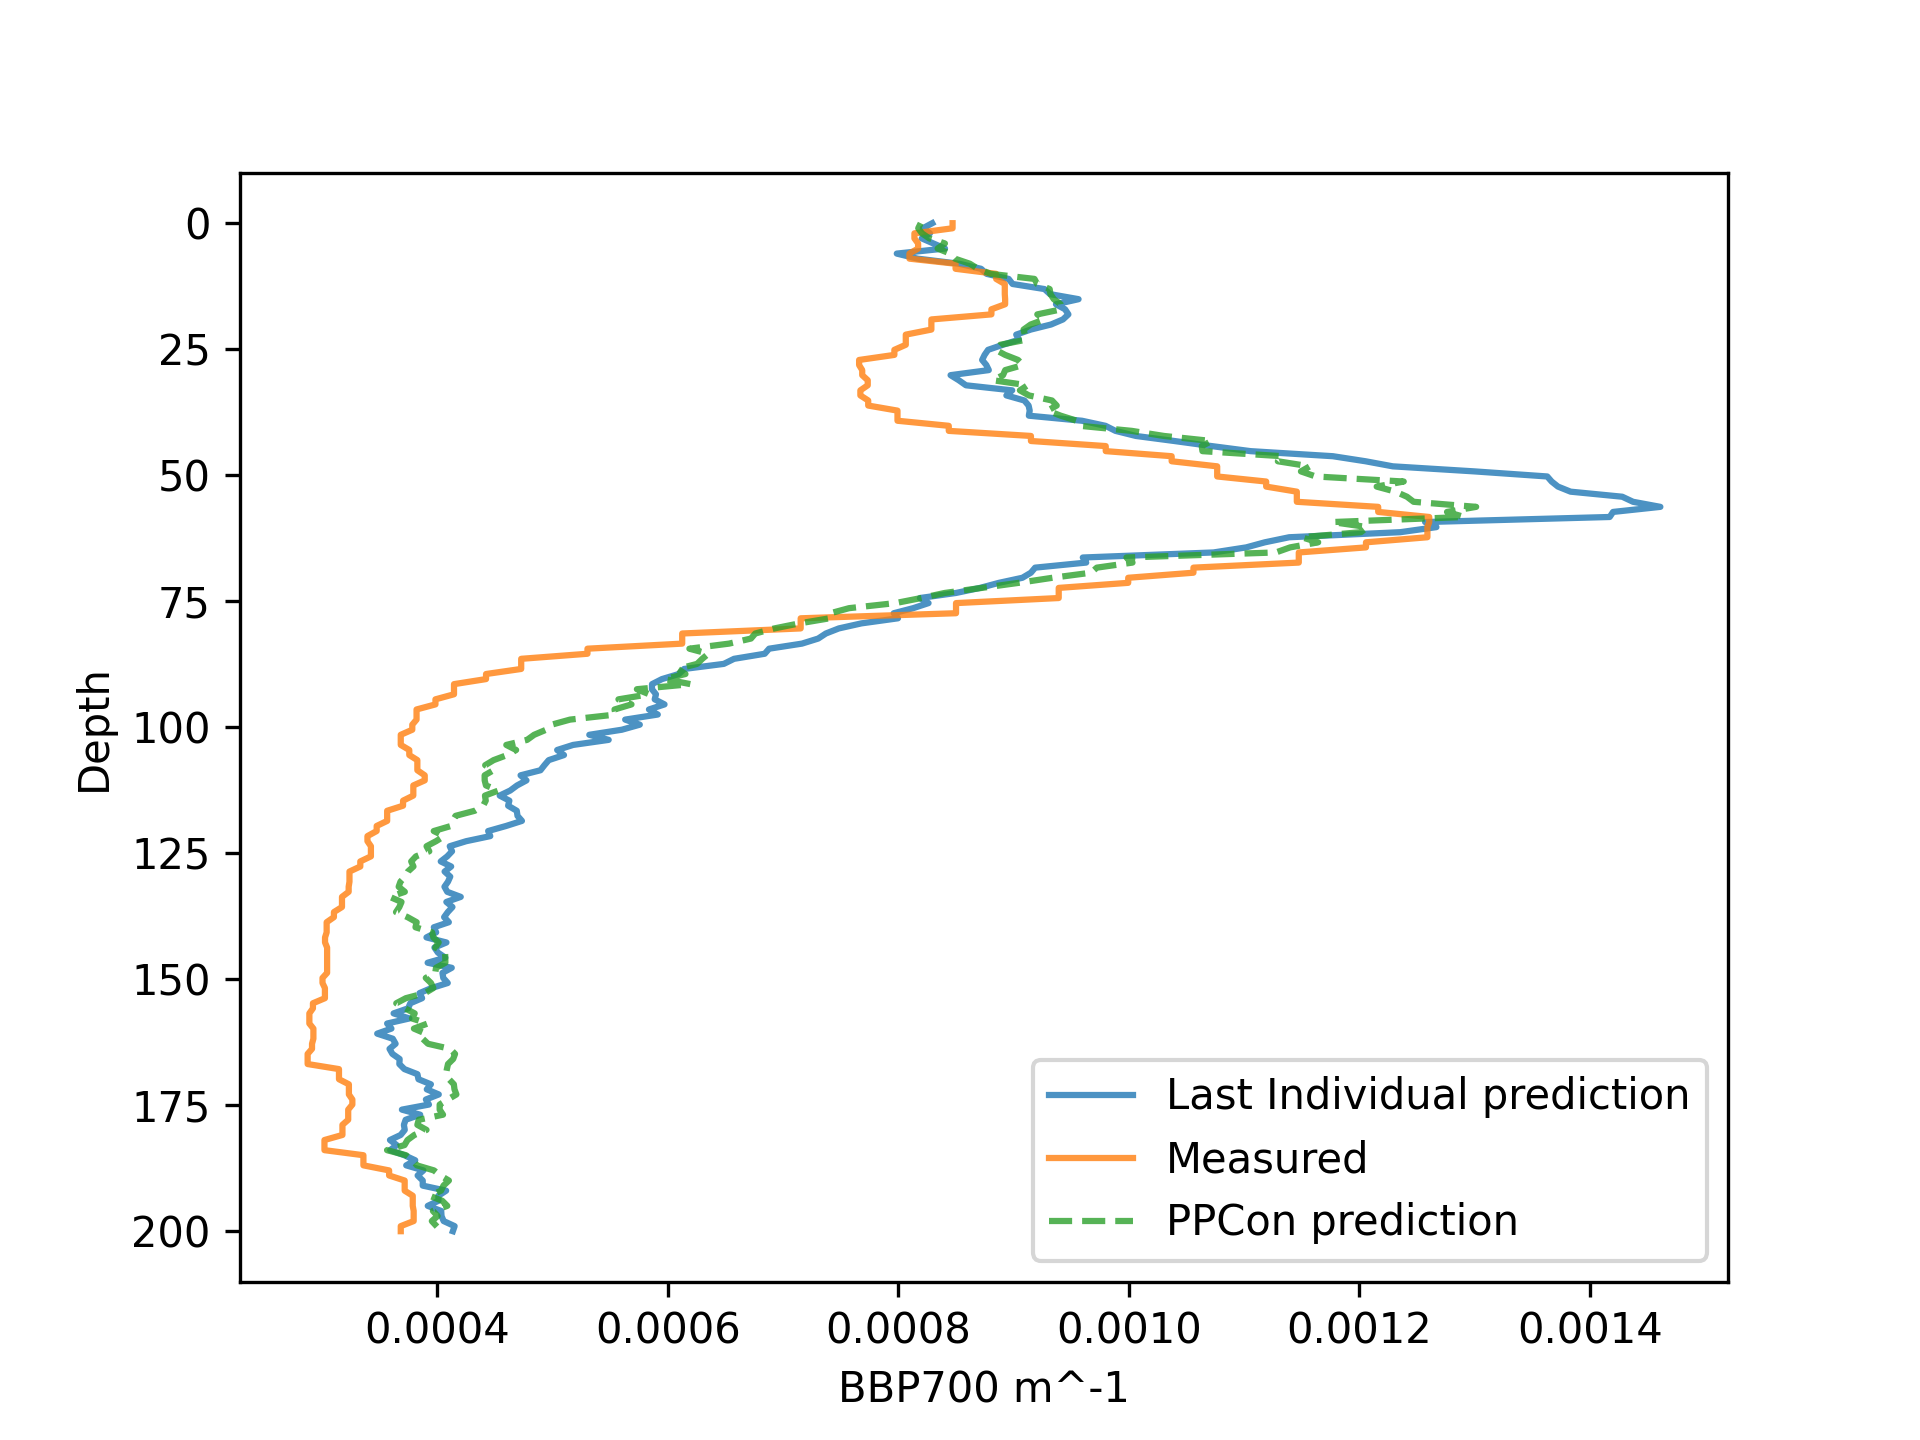 0
25
50
75
100
125
150
175
200
Depth
0.0004 0.0006 0.0008 0.0010 0.0012 0.0014
BBP700 m^-1
Last Individual prediction
Measured
PPCon prediction